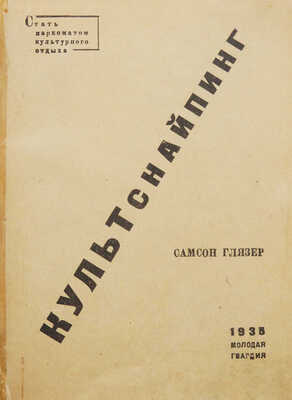 Стать
наркоматом
культурного
отдыха
КУЛЬТСНАЙПИНГ
САМСОН ГЛЯЗЕР
1935
МОЛОДАЯ
ГВАРДИЯ